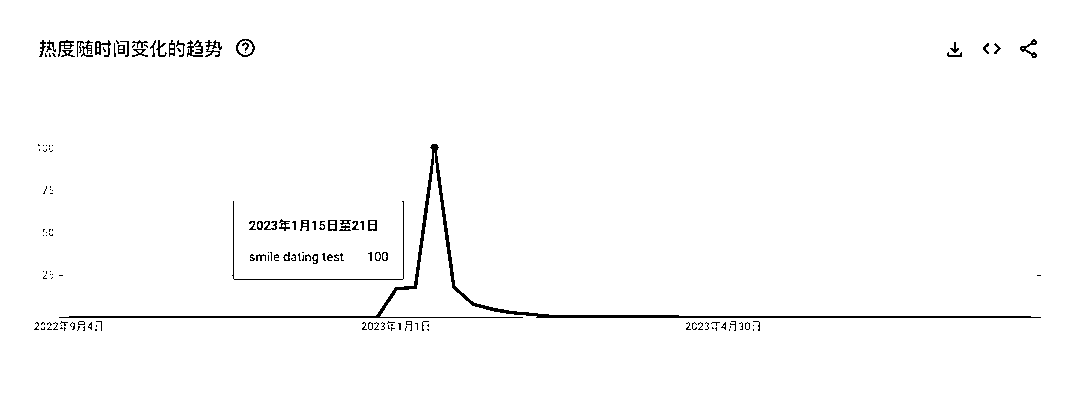 热度随时间变化的趋势
100
75
50
25
2023年1月15日至21日
smile dating test 100
2022年9月4日 2023年1月1日 2023年4月30日